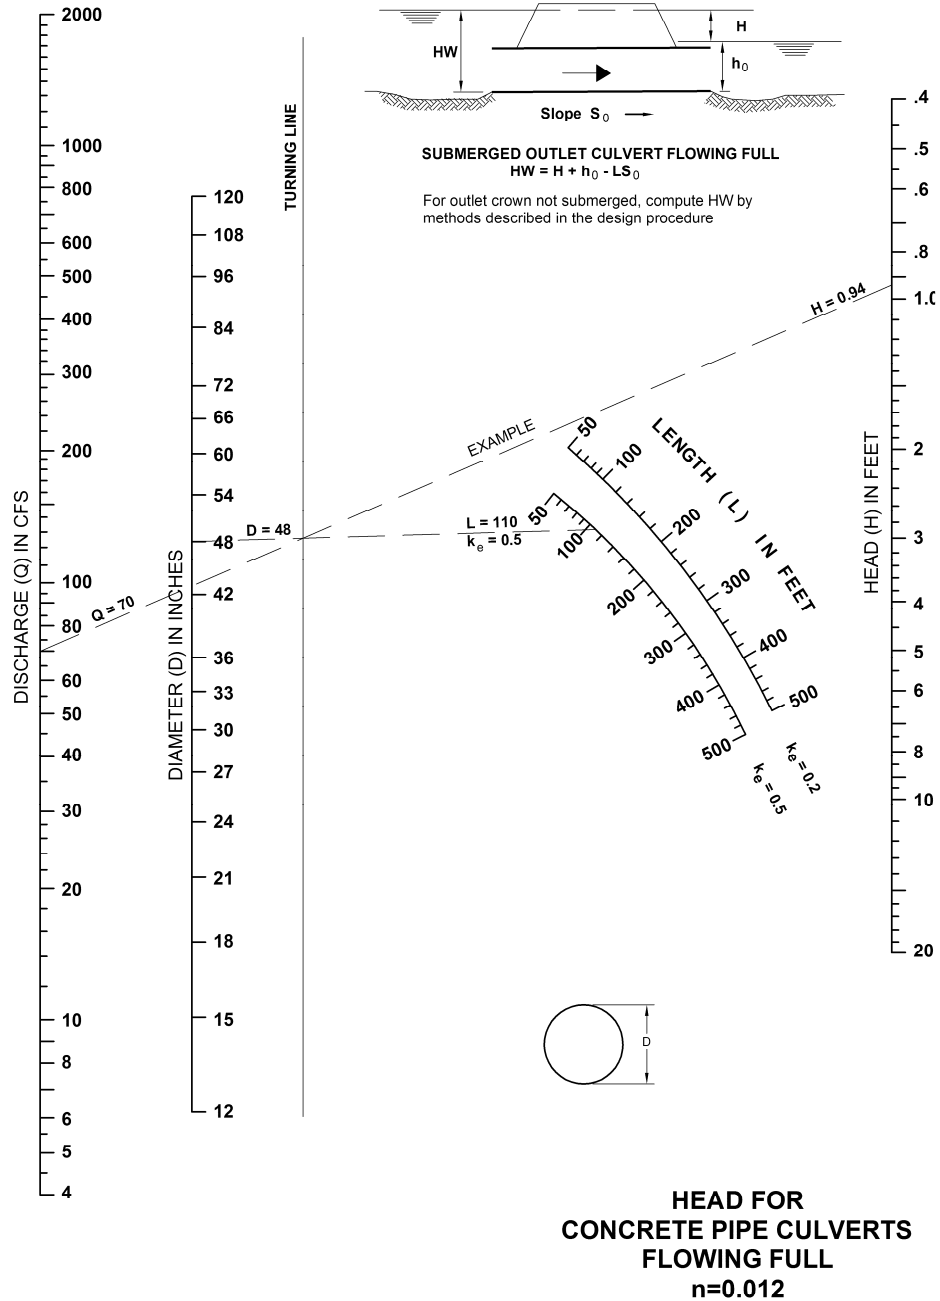 2000
1000
800
600
500
400
300
200
100
80
60
50
40
30
20
10
8
6
5
4
DISCHARGE (Q) IN CFS
Q = 70
120
108
96
84
72
66
60
54
48
42
36
33
30
27
24
21
18
15
12
DIAMETER (D) IN INCHES
D = 48
TURNING LINE
HW
H
h0
Slope S0
SUBMERGED OUTLET CULVERT FLOWING FULL
HW = H + h0 - LS0
For outlet crown not submerged, compute HW by
methods described in the design procedure
EXAMPLE
H = 0.94
L = 110
ke = 0.5
LENGTH (L) IN FEET
50
100
200
300
400
500
ke = 0.2
50
100
200
300
400
500
ke = 0.5
HEAD (H) IN FEET
.4
.5
.6
.8
1.0
2
3
4
5
6
8
10
20
D
HEAD FOR
CONCRETE PIPE CULVERTS
FLOWING FULL
n=0.012